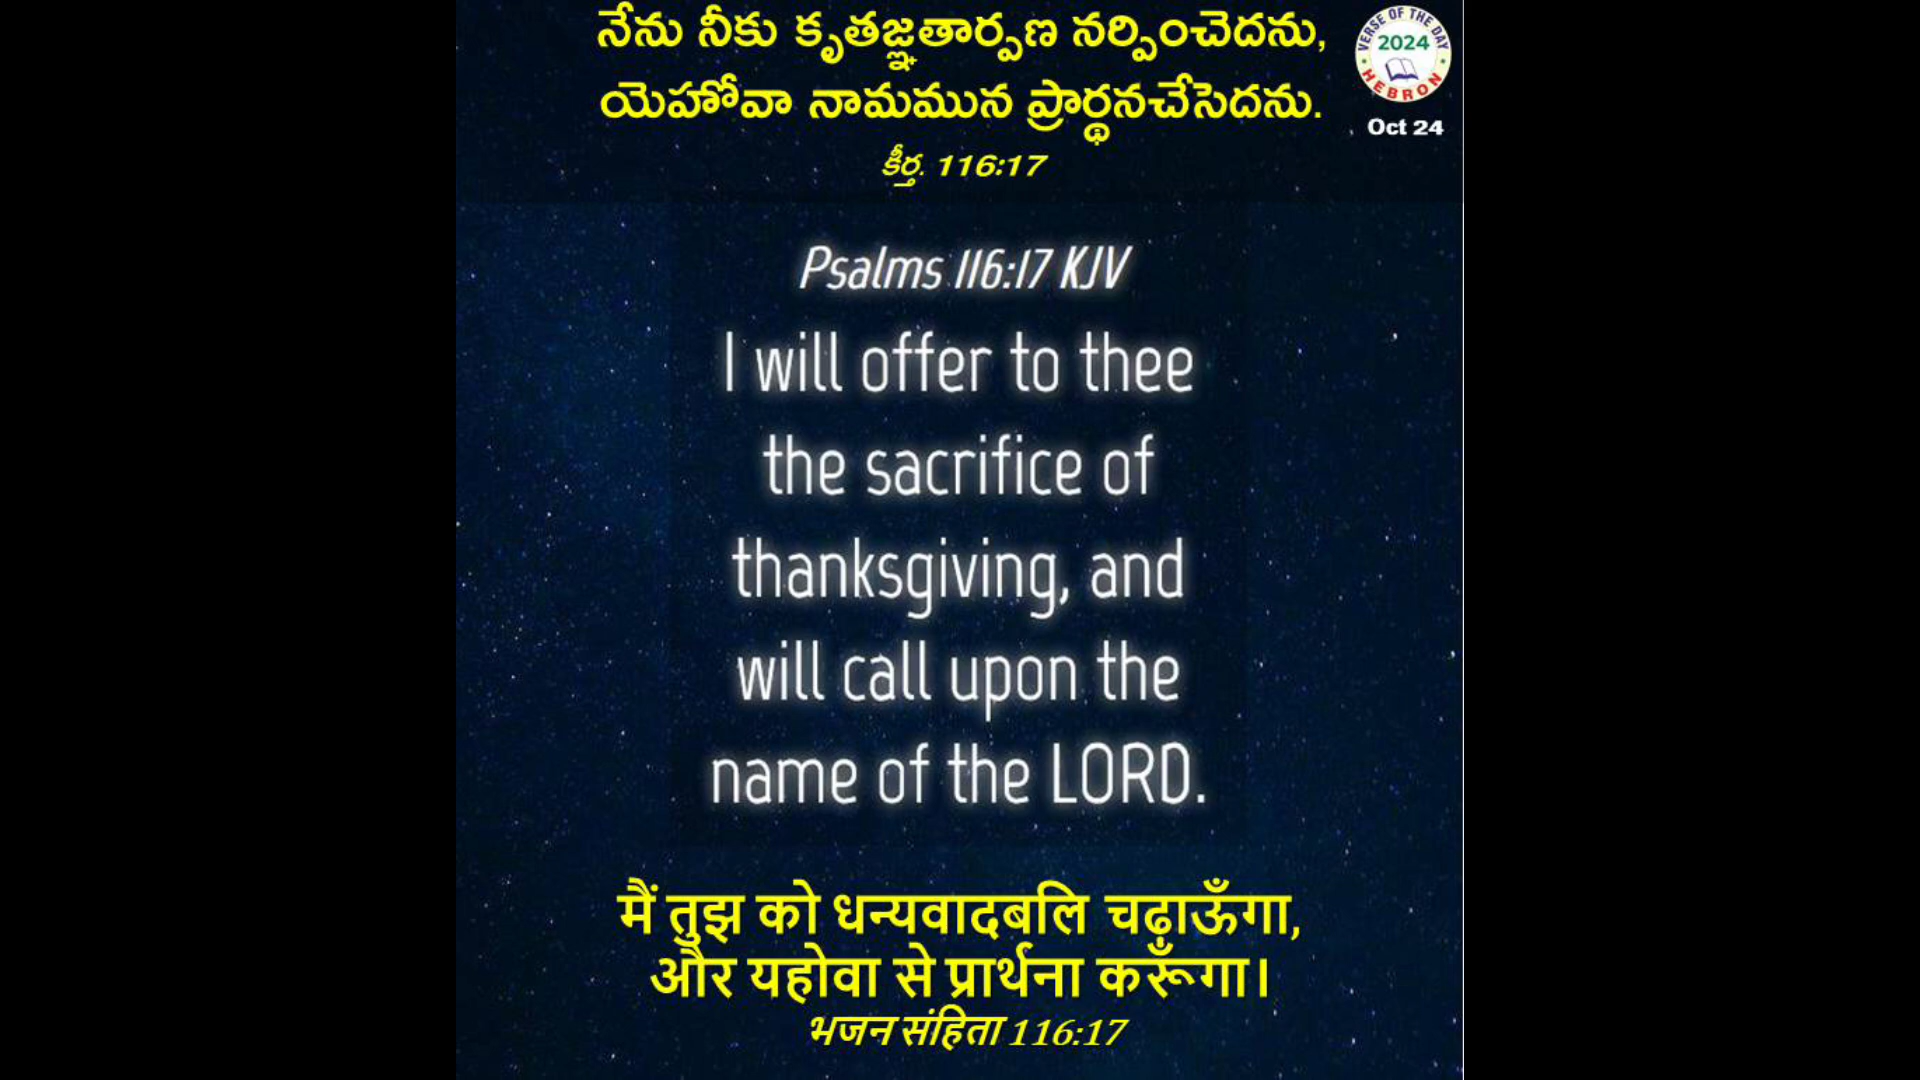 నేను నీకు కృతజ్ఞతార్పణ నర్పించెదను,
యెహోవా నామమున ప్రార్థనచేసెదను.
కీర్త. 116:17
VERSE OF THE DAY
2024
HEBRON
Oct 24
Psalms 116:17 KJV
I will offer to thee
the sacrifice of
thanksgiving, and
will call upon the
name of the LORD.
मैं तुझ को धन्यवादबलि चढ़ाऊँगा,
और यहोवा से प्रार्थना करूँगा।
भजन संहिता 116:17